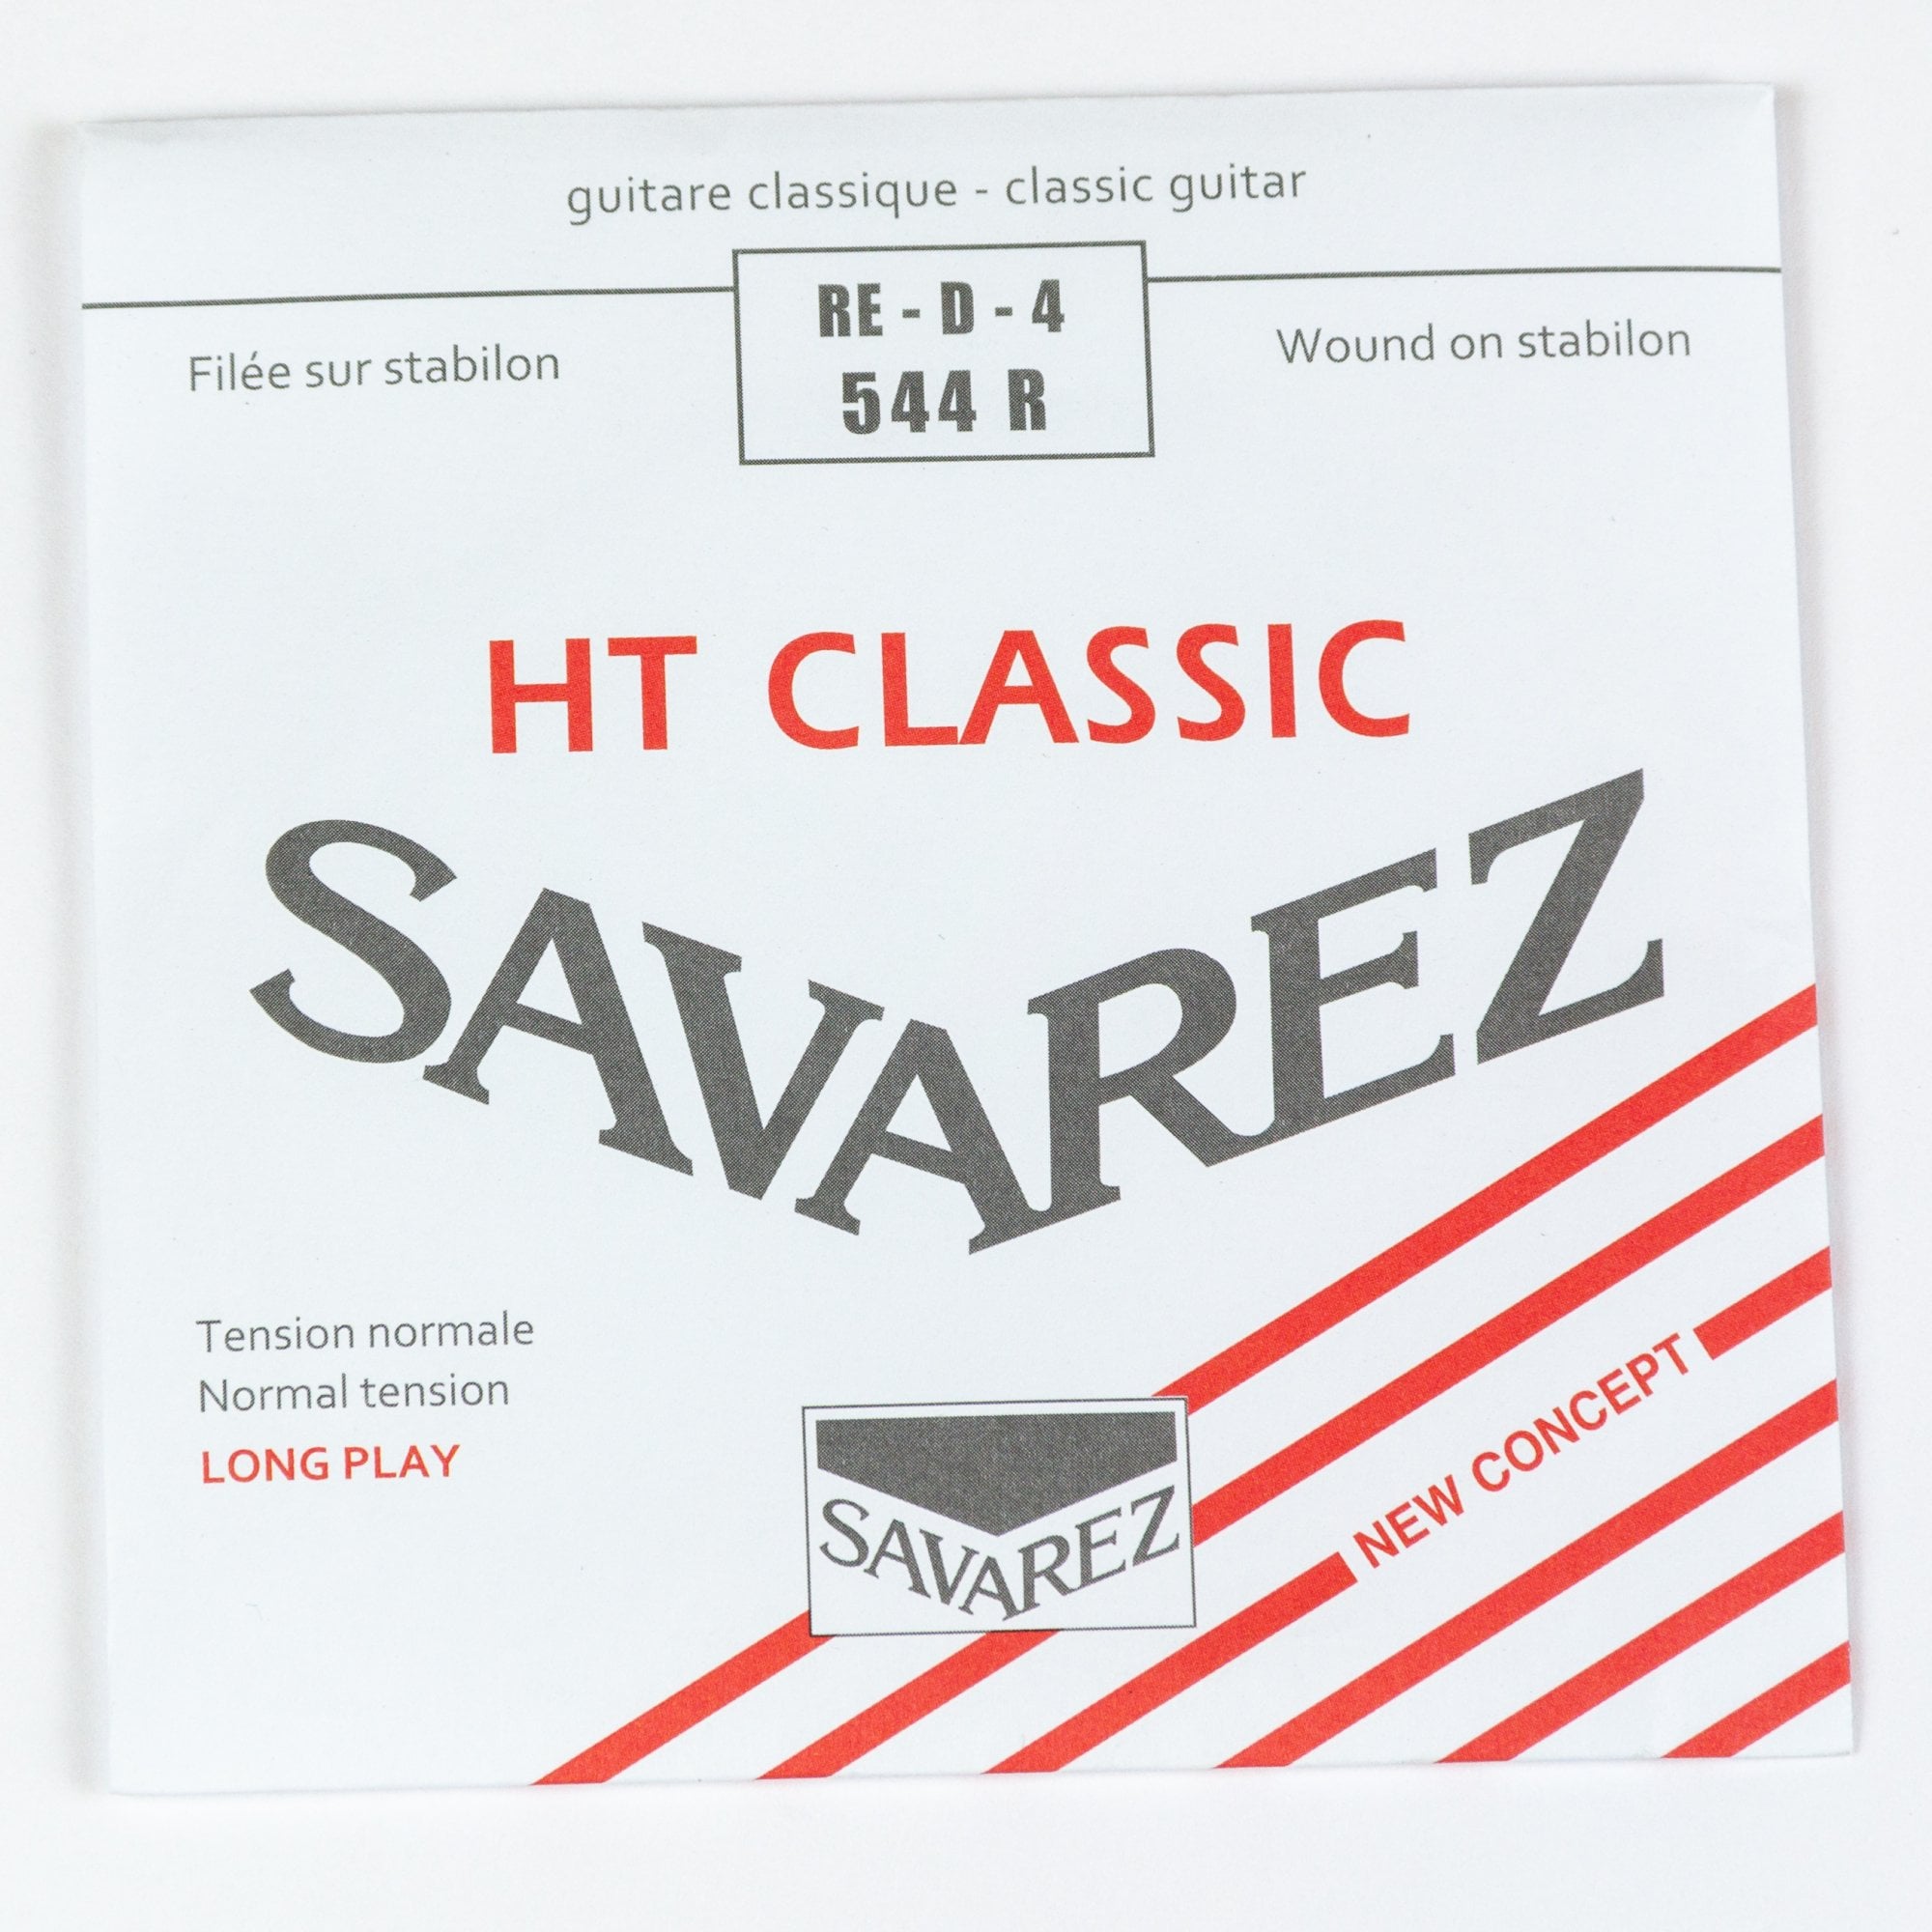 guitare classique - classic guitar
RE - D - 4
544 R
Filée sur stabilon
Wound on stabilon
HT CLASSIC
SAVAREZ
Tension normale
Normal tension
LONG PLAY
SAVAREZ
NEW CONCEPT